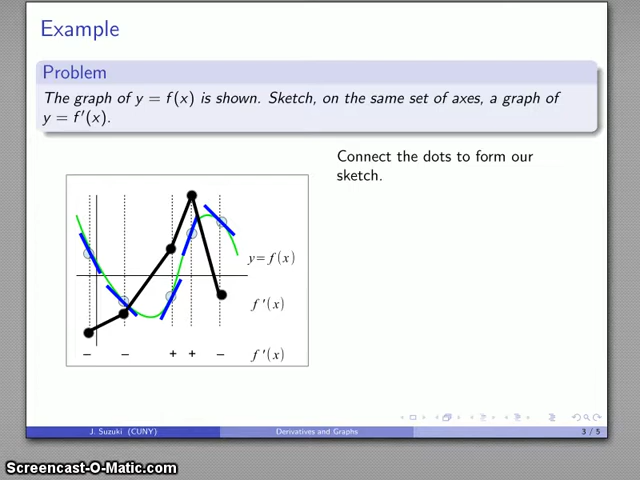 Example
Problem
The graph of y = f(x) is shown. Sketch, on the same set of axes, a graph of
y = f′(x).
Connect the dots to form our
sketch.
y=f(x)
f ′(x)
− − + + − f ′(x)
J. Suzuki (CUNY) Derivatives and Graphs 3 / 5
Screencast-O-Matic.com